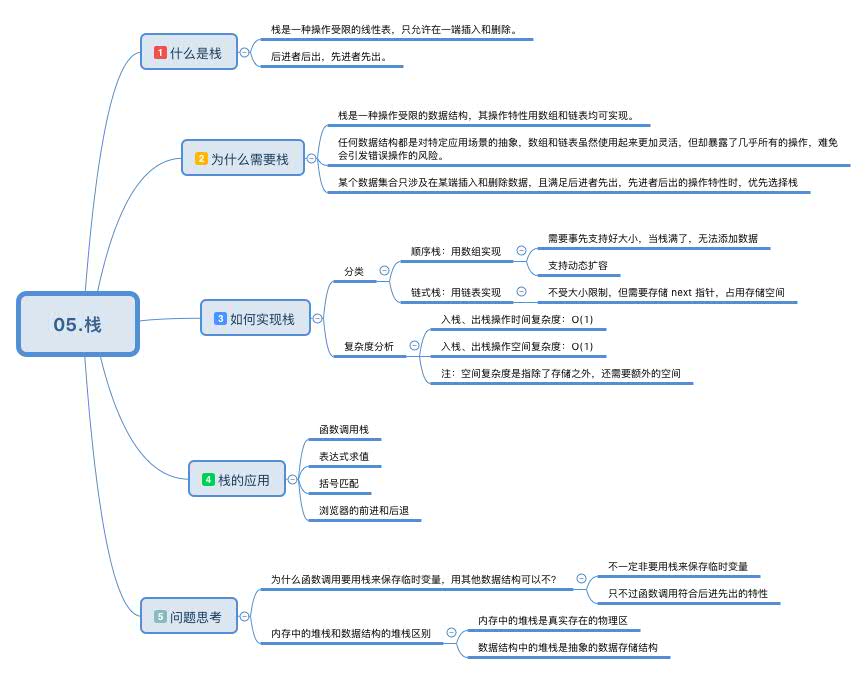 05.栈
1 什么是栈
栈是一种操作受限的线性表，只允许在一端插入和删除。
后进者后出，先进者先出。
2 为什么需要栈
栈是一种操作受限的数据结构，其操作特性用数组和链表均可实现。
任何数据结构都是对特定应用场景的抽象，数组和链表虽然使用起来更加灵活，但却暴露了几乎所有的操作，难免
会引发错误操作的风险。
某个数据集合只涉及在某端插入和删除数据，且满足后进者先出，先进者后出的操作特性时，优先选择栈
3 如何实现栈
分类
顺序栈：用数组实现
需要事先支持好大小，当栈满了，无法添加数据
支持动态扩容
链式栈：用链表实现
不受大小限制，但需要存储 next 指针，占用存储空间
复杂度分析
入栈、出栈操作时间复杂度：O(1)
入栈、出栈操作空间复杂度：O(1)
注：空间复杂度是指除了存储之外，还需要额外的空间
4 栈的应用
函数调用栈
表达式求值
括号匹配
浏览器的前进和后退
5 问题思考
为什么函数调用要用栈来保存临时变量，用其他数据结构可以不？
不一定非要用栈来保存临时变量
只不过函数调用符合后进先出的特性
内存中的堆栈和数据结构的堆栈区别
内存中的堆栈是真实存在的物理区
数据结构中的堆栈是抽象的数据存储结构